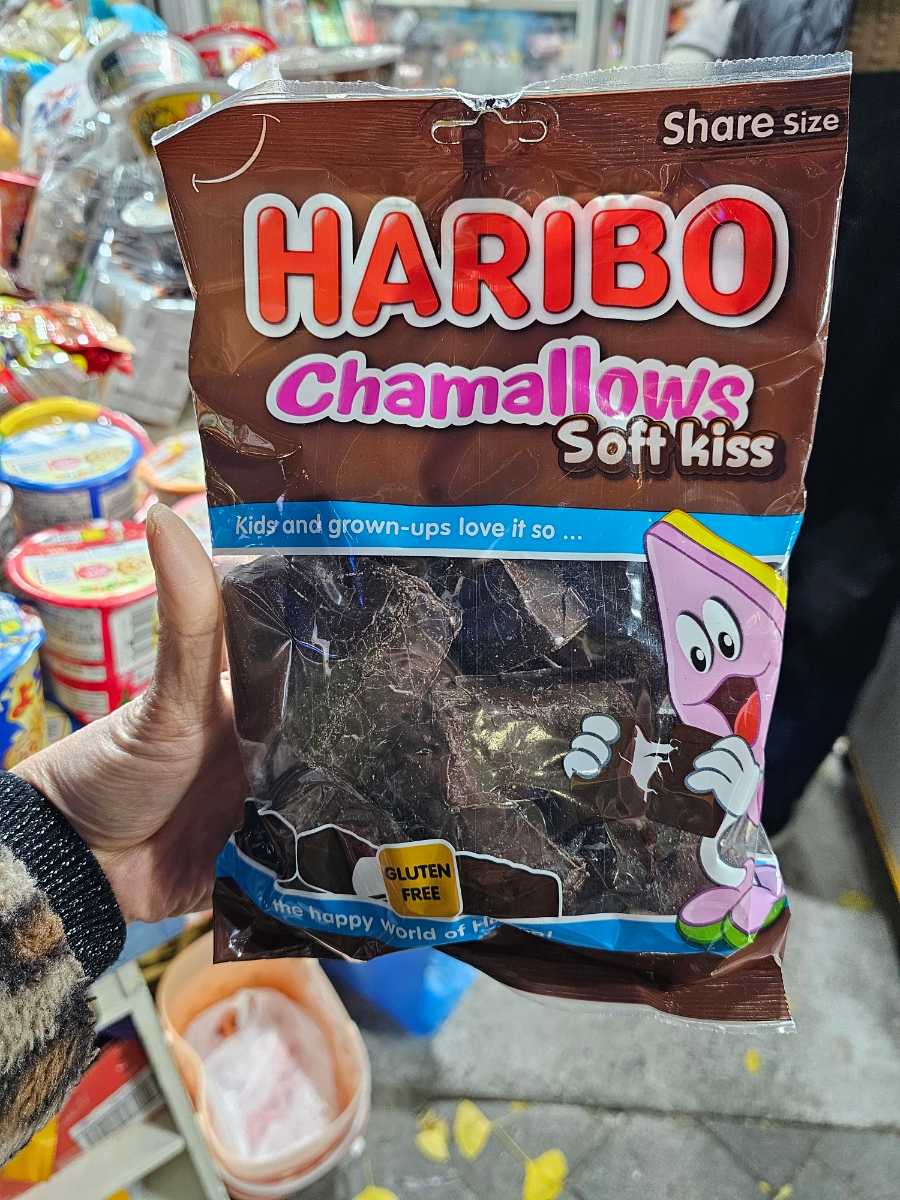 Share Size
HARIBO
Chamallows
Soft kiss
Kids and grown-ups love it so ...
GLUTEN
FREE
the happy world of